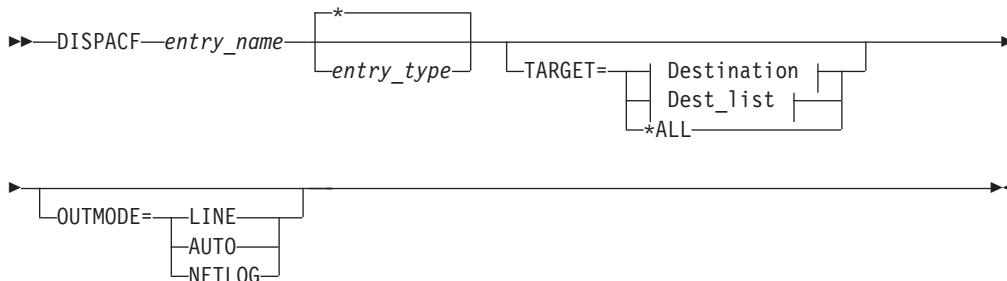 *
DISPACF entry_name
entry_type
TARGET= Destination
Dest_list
*ALL
OUTMODE= LINE
AUTO
NETLOG